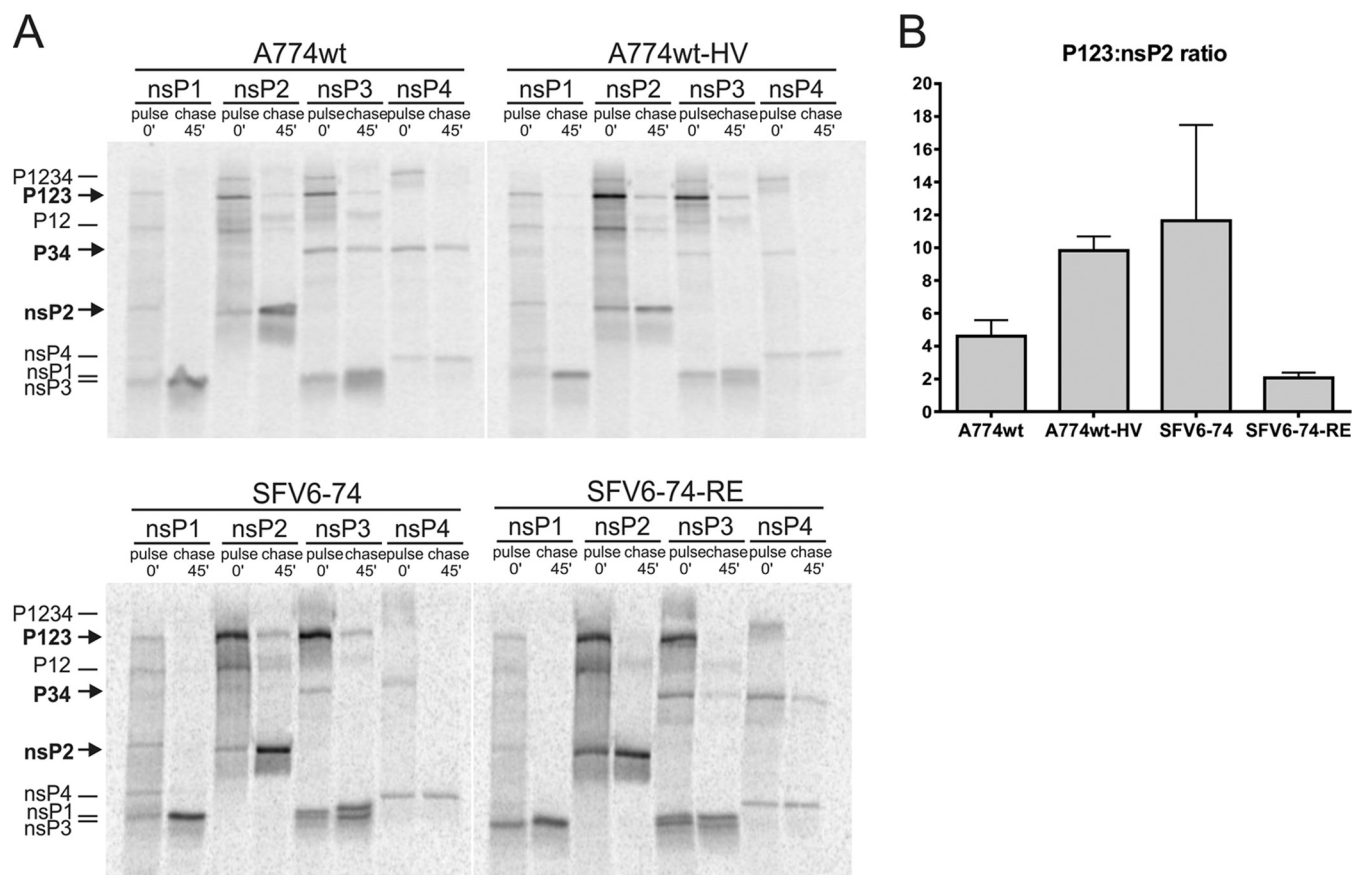 A
B
A774wt
A774wt-HV
nsP1 nsP2 nsP3 nsP4
nsP1 nsP2 nsP3 nsP4
pulse chase pulse chase pulse chase pulse chase
0' 45' 0' 45' 0' 45' 0' 45'
pulse chase pulse chase pulse chase pulse chase
0' 45' 0' 45' 0' 45' 0' 45'
P1234
P123
P12
P34
nsP2
nsP4
nsP1
nsP3
P123:nsP2 ratio
20
18
16
14
12
10
8
6
4
2
0
A774wt A774wt-HV SFV6-74 SFV6-74-RE
SFV6-74
SFV6-74-RE
nsP1 nsP2 nsP3 nsP4
nsP1 nsP2 nsP3 nsP4
pulse chase pulse chase pulse chase pulse chase
0' 45' 0' 45' 0' 45' 0' 45'
pulse chase pulse chase pulse chase pulse chase
0' 45' 0' 45' 0' 45' 0' 45'
P1234
P123
P12
P34
nsP2
nsP4
nsP1
nsP3